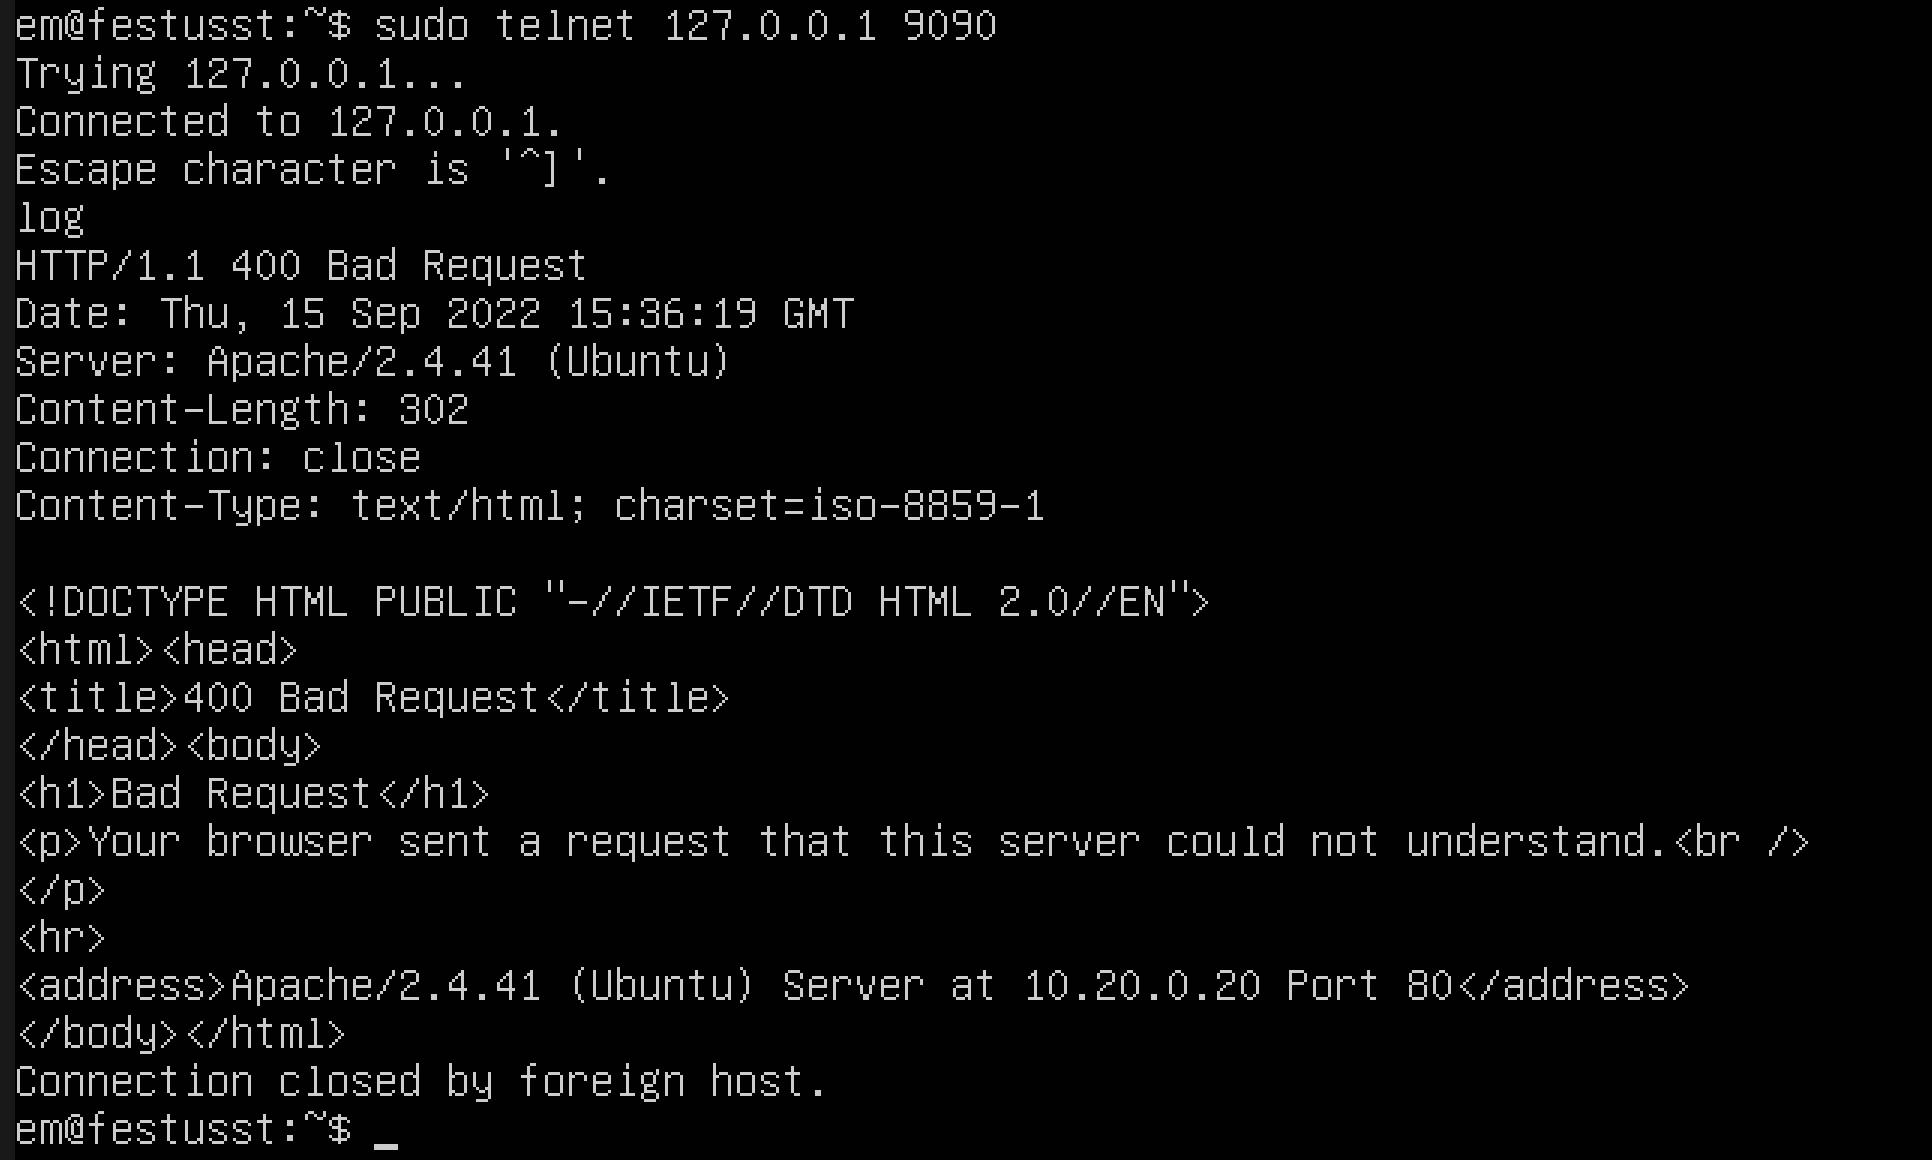 em@festusst:~$ sudo telnet 127.0.0.1 9090
Trying 127.0.0.1...
Connected to 127.0.0.1.
Escape character is '^]'.
log
HTTP/1.1 400 Bad Request
Date: Thu, 15 Sep 2022 15:36:19 GMT
Server: Apache/2.4.41 (Ubuntu)
Content-Length: 302
Connection: close
Content-Type: text/html; charset=iso-8859-1

<!DOCTYPE HTML PUBLIC "-//IETF//DTD HTML 2.0//EN">
<html><head>
<title>400 Bad Request</title>
</head><body>
<h1>Bad Request</h1>
<p>Your browser sent a request that this server could not understand.<br />
</p>
<hr>
<address>Apache/2.4.41 (Ubuntu) Server at 10.20.0.20 Port 80</address>
</body></html>
Connection closed by foreign host.
em@festusst:~$ _